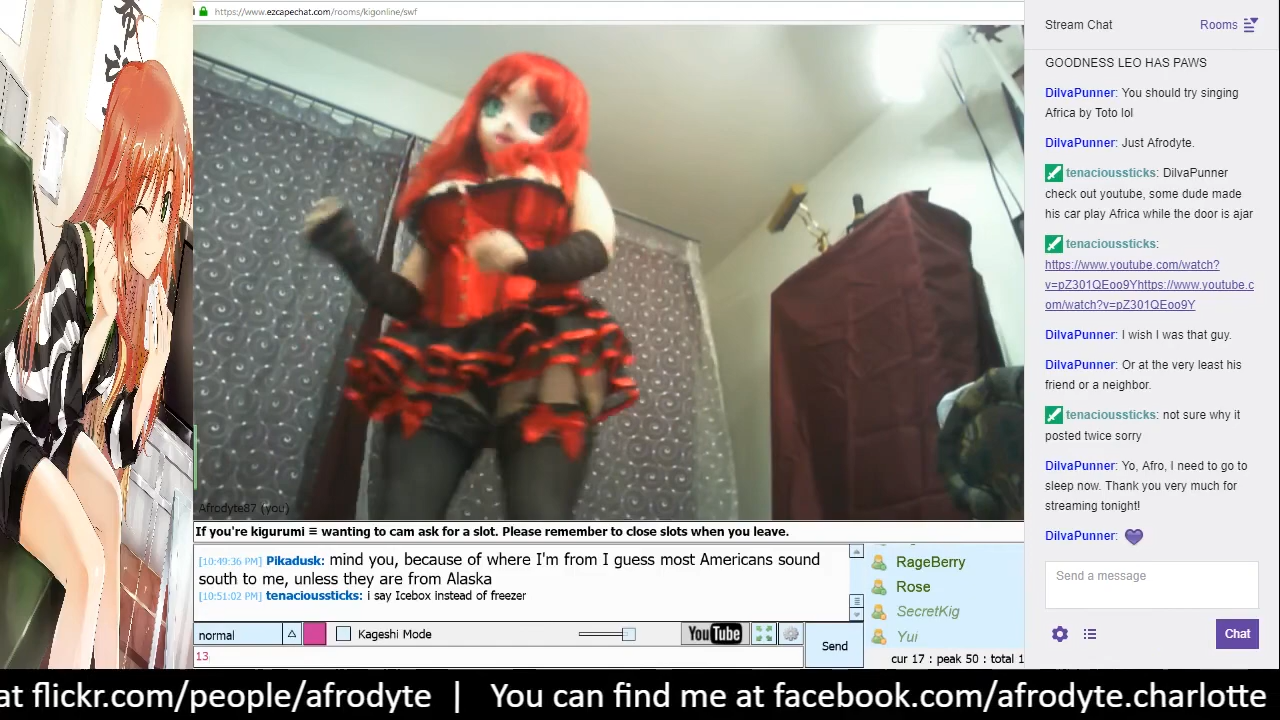 https://www.ezcapechat.com/rooms/kigonline/swf
Afrodyte87 (you)
If you're kigurumi ≡ wanting to cam ask for a slot. Please remember to close slots when you leave.
[10:49:36 PM] Pikadusk: mind you, because of where I'm from I guess most Americans sound
south to me, unless they are from Alaska
[10:51:02 PM] tenacioussticks: i say Icebox instead of freezer
RageBerry
Rose
SecretKig
Yui
normal
Kageshi Mode
YouTube
Send
13
cur 17 : peak 50 : total 1
Stream Chat
Rooms
GOODNESS LEO HAS PAWS
DilvaPunner: You should try singing
Africa by Toto lol
DilvaPunner: Just Afrodyte.
tenacioussticks: DilvaPunner
check out youtube, some dude made
his car play Africa while the door is ajar
tenacioussticks:
https://www.youtube.com/watch?
v=pZ301QEoo9Yhttps://www.youtube.c
om/watch?v=pZ301QEoo9Y
DilvaPunner: I wish I was that guy.
DilvaPunner: Or at the very least his
friend or a neighbor.
tenacioussticks: not sure why it
posted twice sorry
DilvaPunner: Yo, Afro, I need to go to
sleep now. Thank you very much for
streaming tonight!
DilvaPunner:
Send a message
Chat
at flickr.com/people/afrodyte | You can find me at facebook.com/afrodyte.charlotte